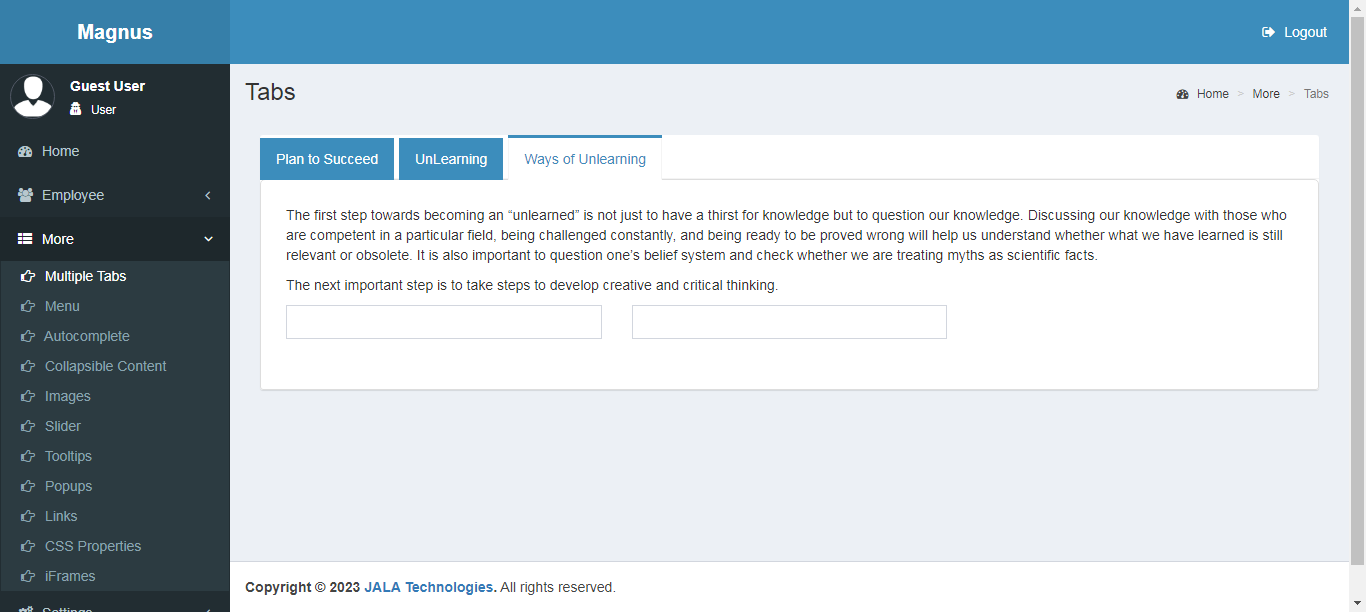 Magnus
Logout
Guest User
User
Home
Employee
More
Multiple Tabs
Menu
Autocomplete
Collapsible Content
Images
Slider
Tooltips
Popups
Links
CSS Properties
iFrames
Settings
Tabs
Home > More > Tabs
Plan to Succeed
UnLearning
Ways of Unlearning
The first step towards becoming an “unlearned” is not just to have a thirst for knowledge but to question our knowledge. Discussing our knowledge with those who
are competent in a particular field, being challenged constantly, and being ready to be proved wrong will help us understand whether what we have learned is still
relevant or obsolete. It is also important to question one’s belief system and check whether we are treating myths as scientific facts.
The next important step is to take steps to develop creative and critical thinking.
Copyright © 2023 JALA Technologies. All rights reserved.